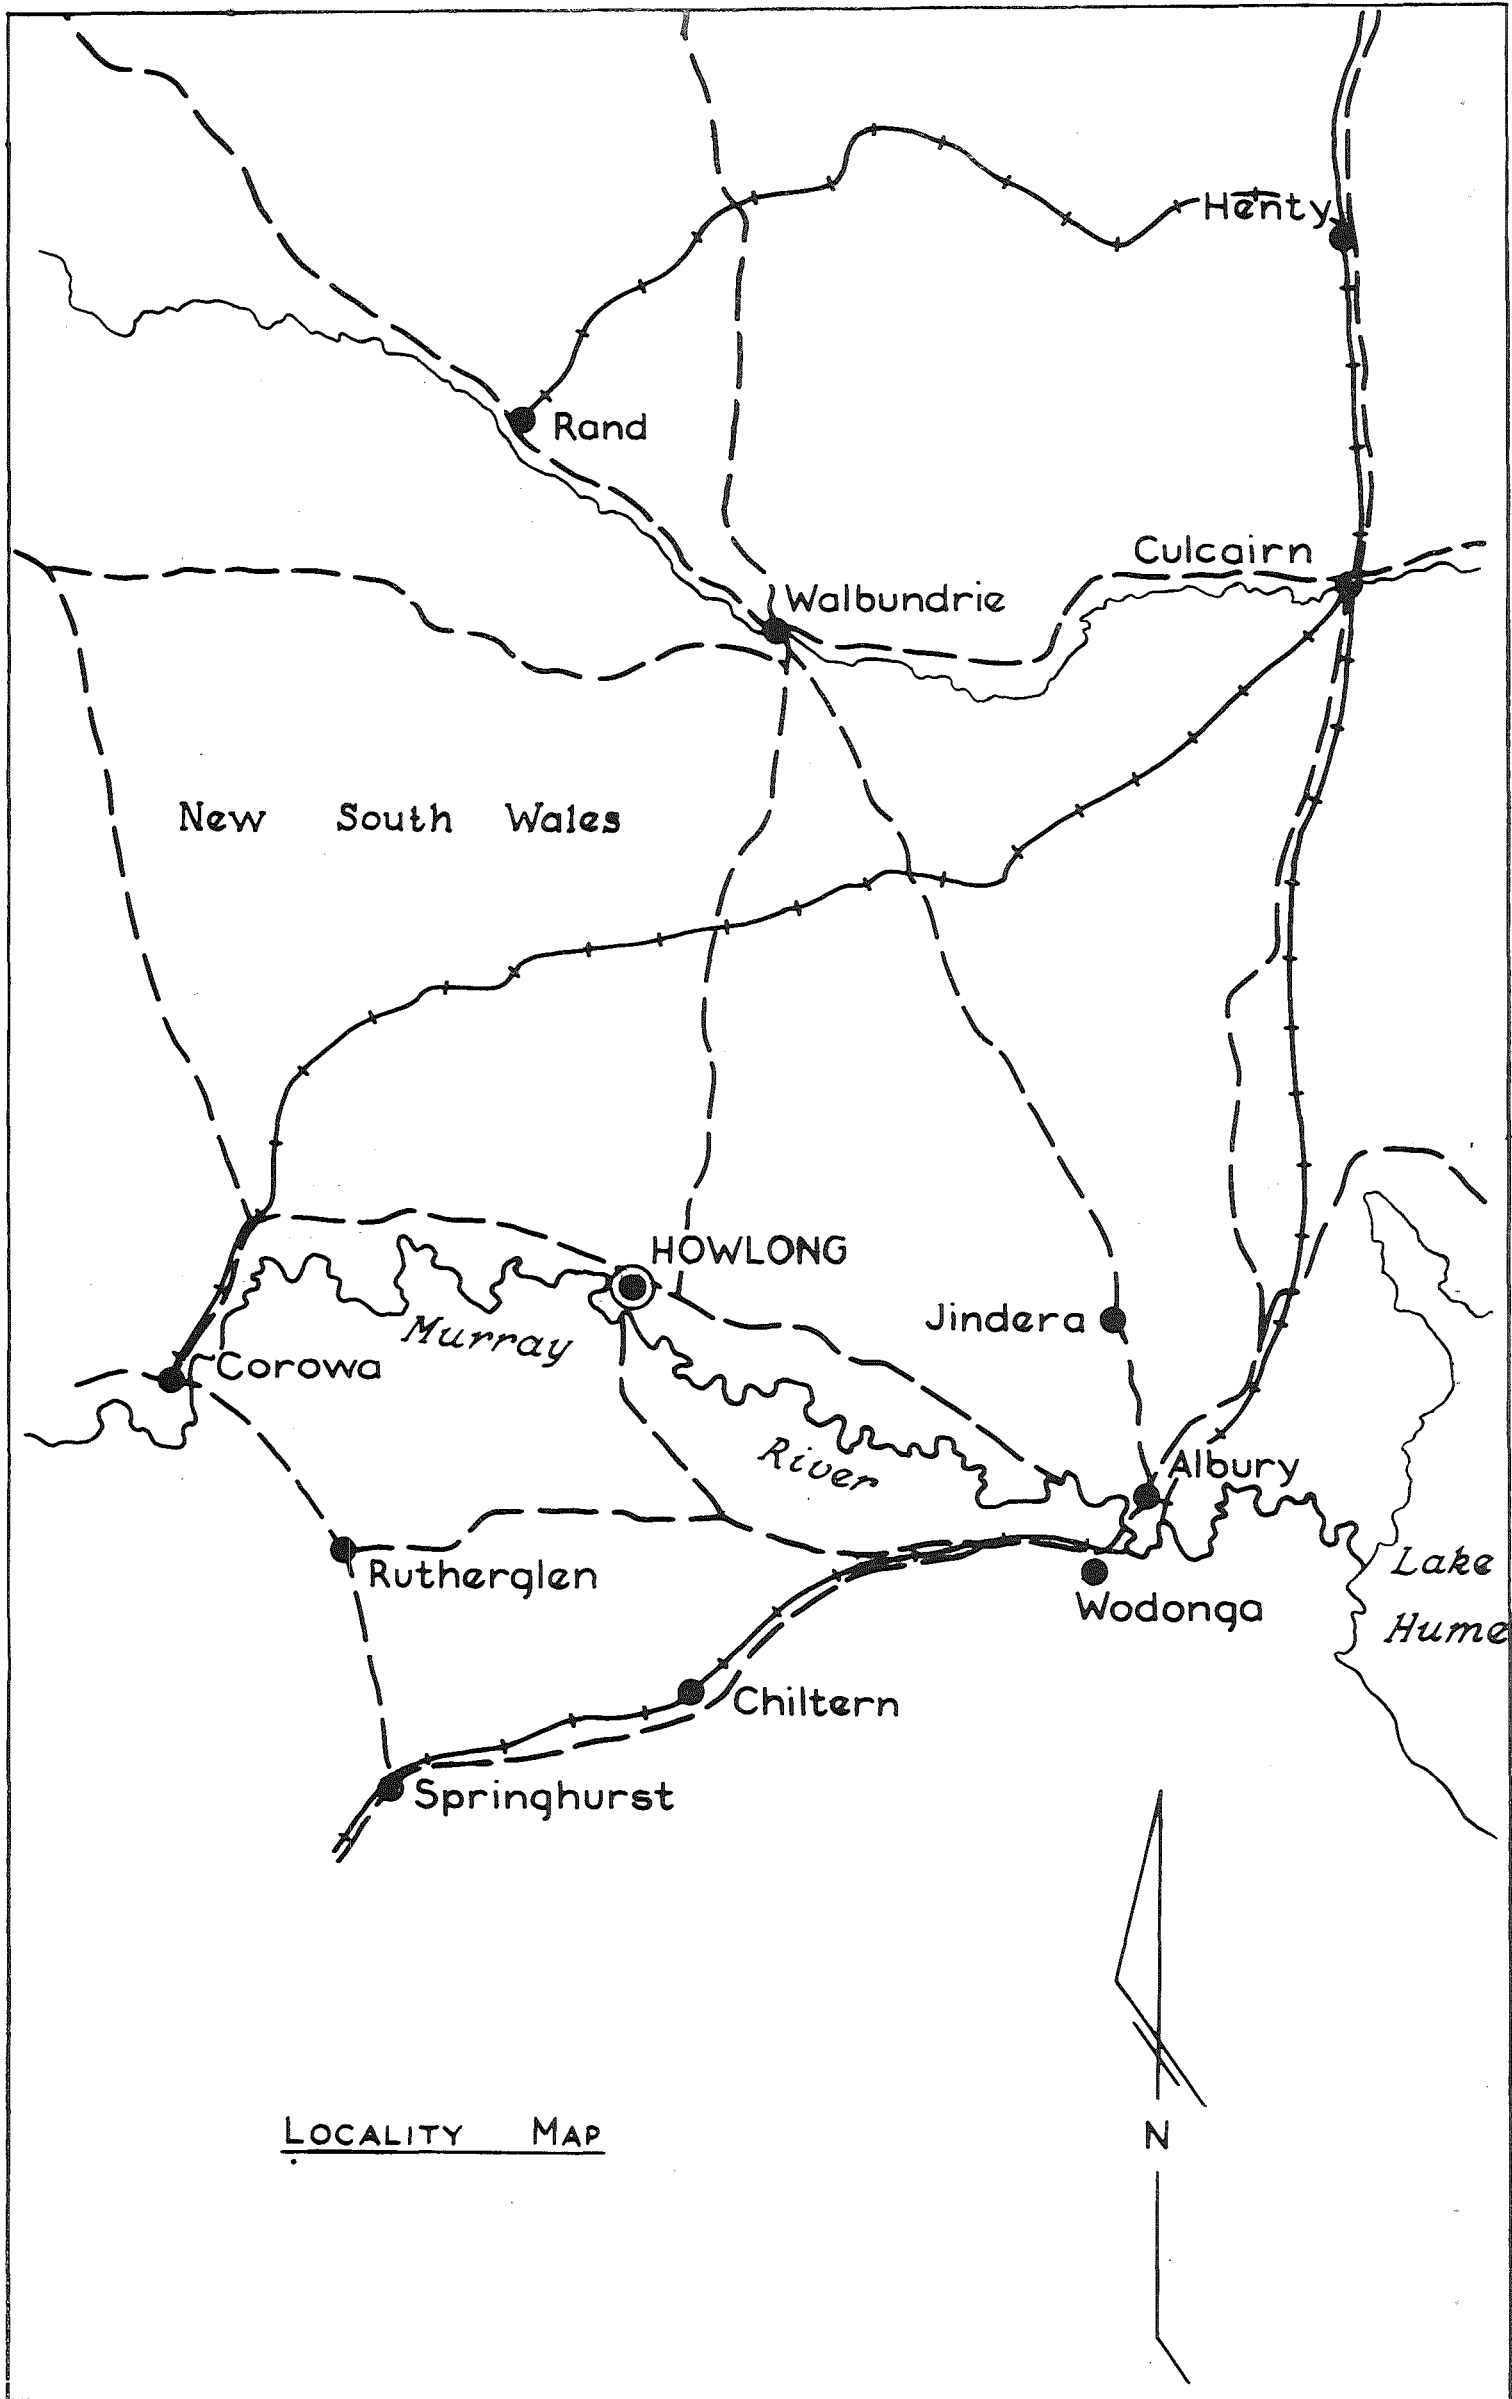 Henty
Rand
Culcairn
Walbundrie
New South Wales
HOWLONG
Jindera
Murray
Corowa
River
Albury
Lake
Hume
Rutherglen
Wodonga
Chiltern
Springhurst
LOCALITY MAP
N